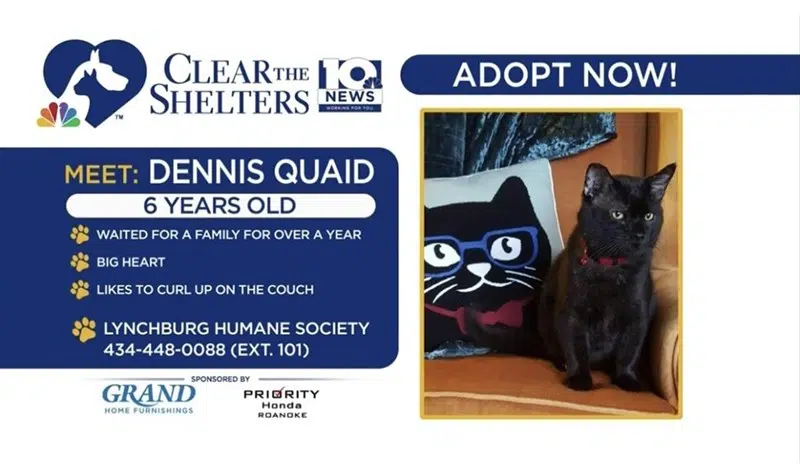 CLEAR THE
SHELTERS
TM
10
NEWS
WORKING FOR YOU
ADOPT NOW!
MEET: DENNIS QUAID
6 YEARS OLD
WAITED FOR A FAMILY FOR OVER A YEAR
BIG HEART
LIKES TO CURL UP ON THE COUCH
LYNCHBURG HUMANE SOCIETY
434-448-0088 (EXT. 101)
SPONSORED BY
GRAND
HOME FURNISHINGS
PRIORITY
Honda
ROANOKE